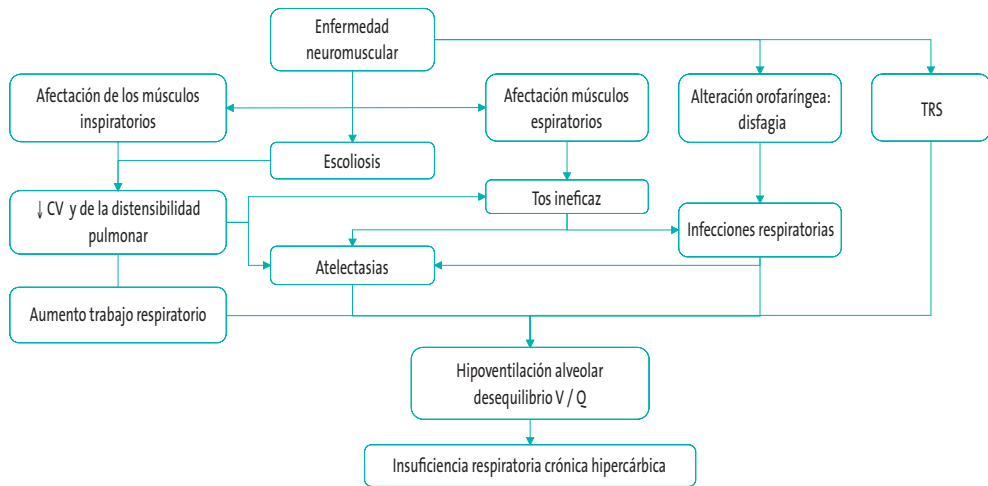 Enfermedad
neuromuscular
Afectación de los músculos
inspiratorios
Afectación músculos
espiratorios
Alteración orofaríngea:
disfagia
TRS
Escoliosis
↓ CV y de la distensibilidad
pulmonar
Tos ineficaz
Infecciones respiratorias
Atelectasias
Aumento trabajo respiratorio
Hipoventilación alveolar
desequilibrio V / Q
Insuficiencia respiratoria crónica hipercárbica